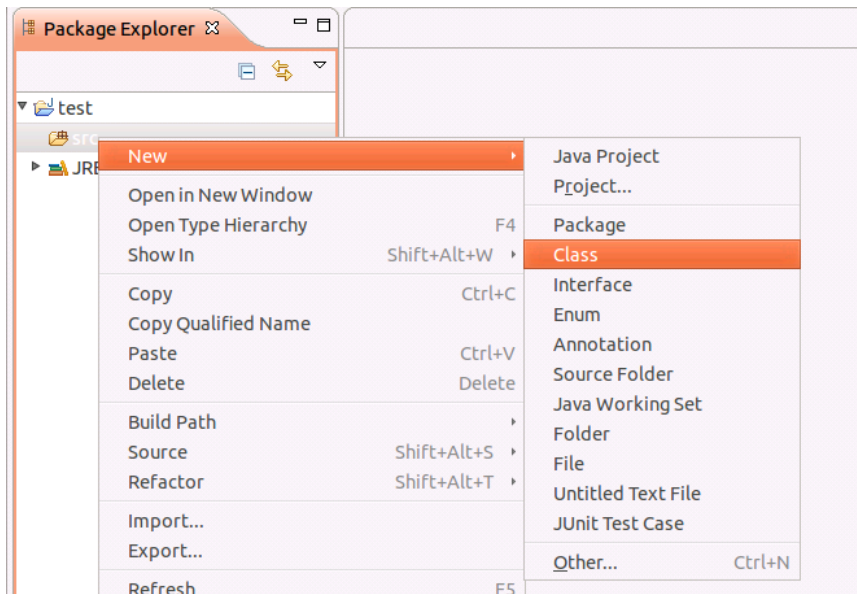 Package Explorer
test
src
JRE
New
Open in New Window
Open Type Hierarchy F4
Show In Shift+Alt+W
Copy Ctrl+C
Copy Qualified Name
Paste Ctrl+V
Delete Delete
Build Path
Source Shift+Alt+S
Refactor Shift+Alt+T
Import...
Export...
Refresh F5
Java Project
Project...
Package
Class
Interface
Enum
Annotation
Source Folder
Java Working Set
Folder
File
Untitled Text File
JUnit Test Case
Other... Ctrl+N